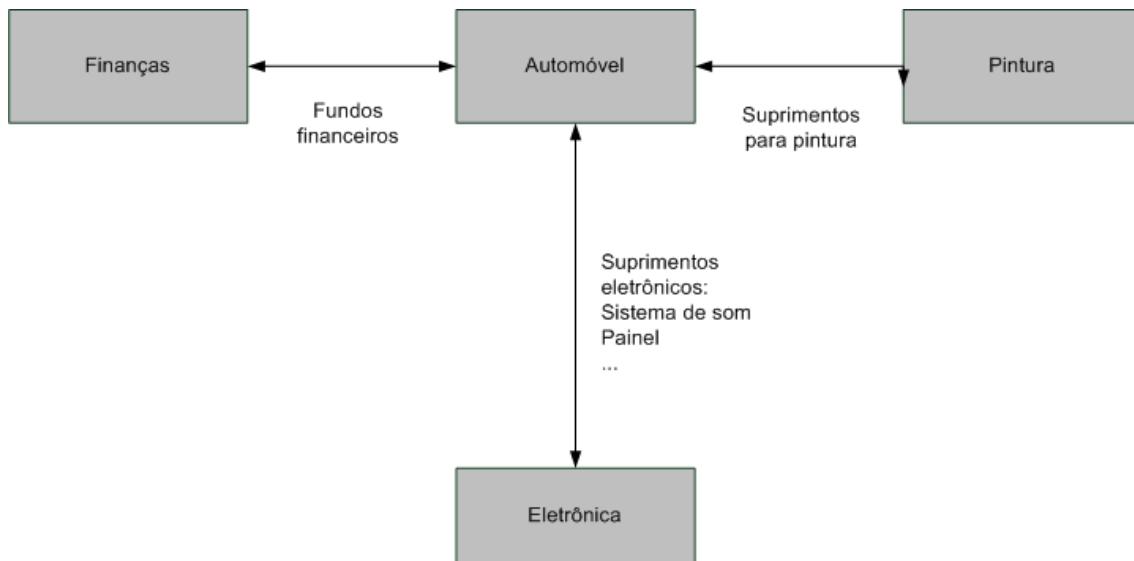 Finanças
Automóvel
Pintura
Fundos
financeiros
Suprimentos
para pintura
Suprimentos
eletrônicos:
Sistema de som
Painel
...
Eletrônica